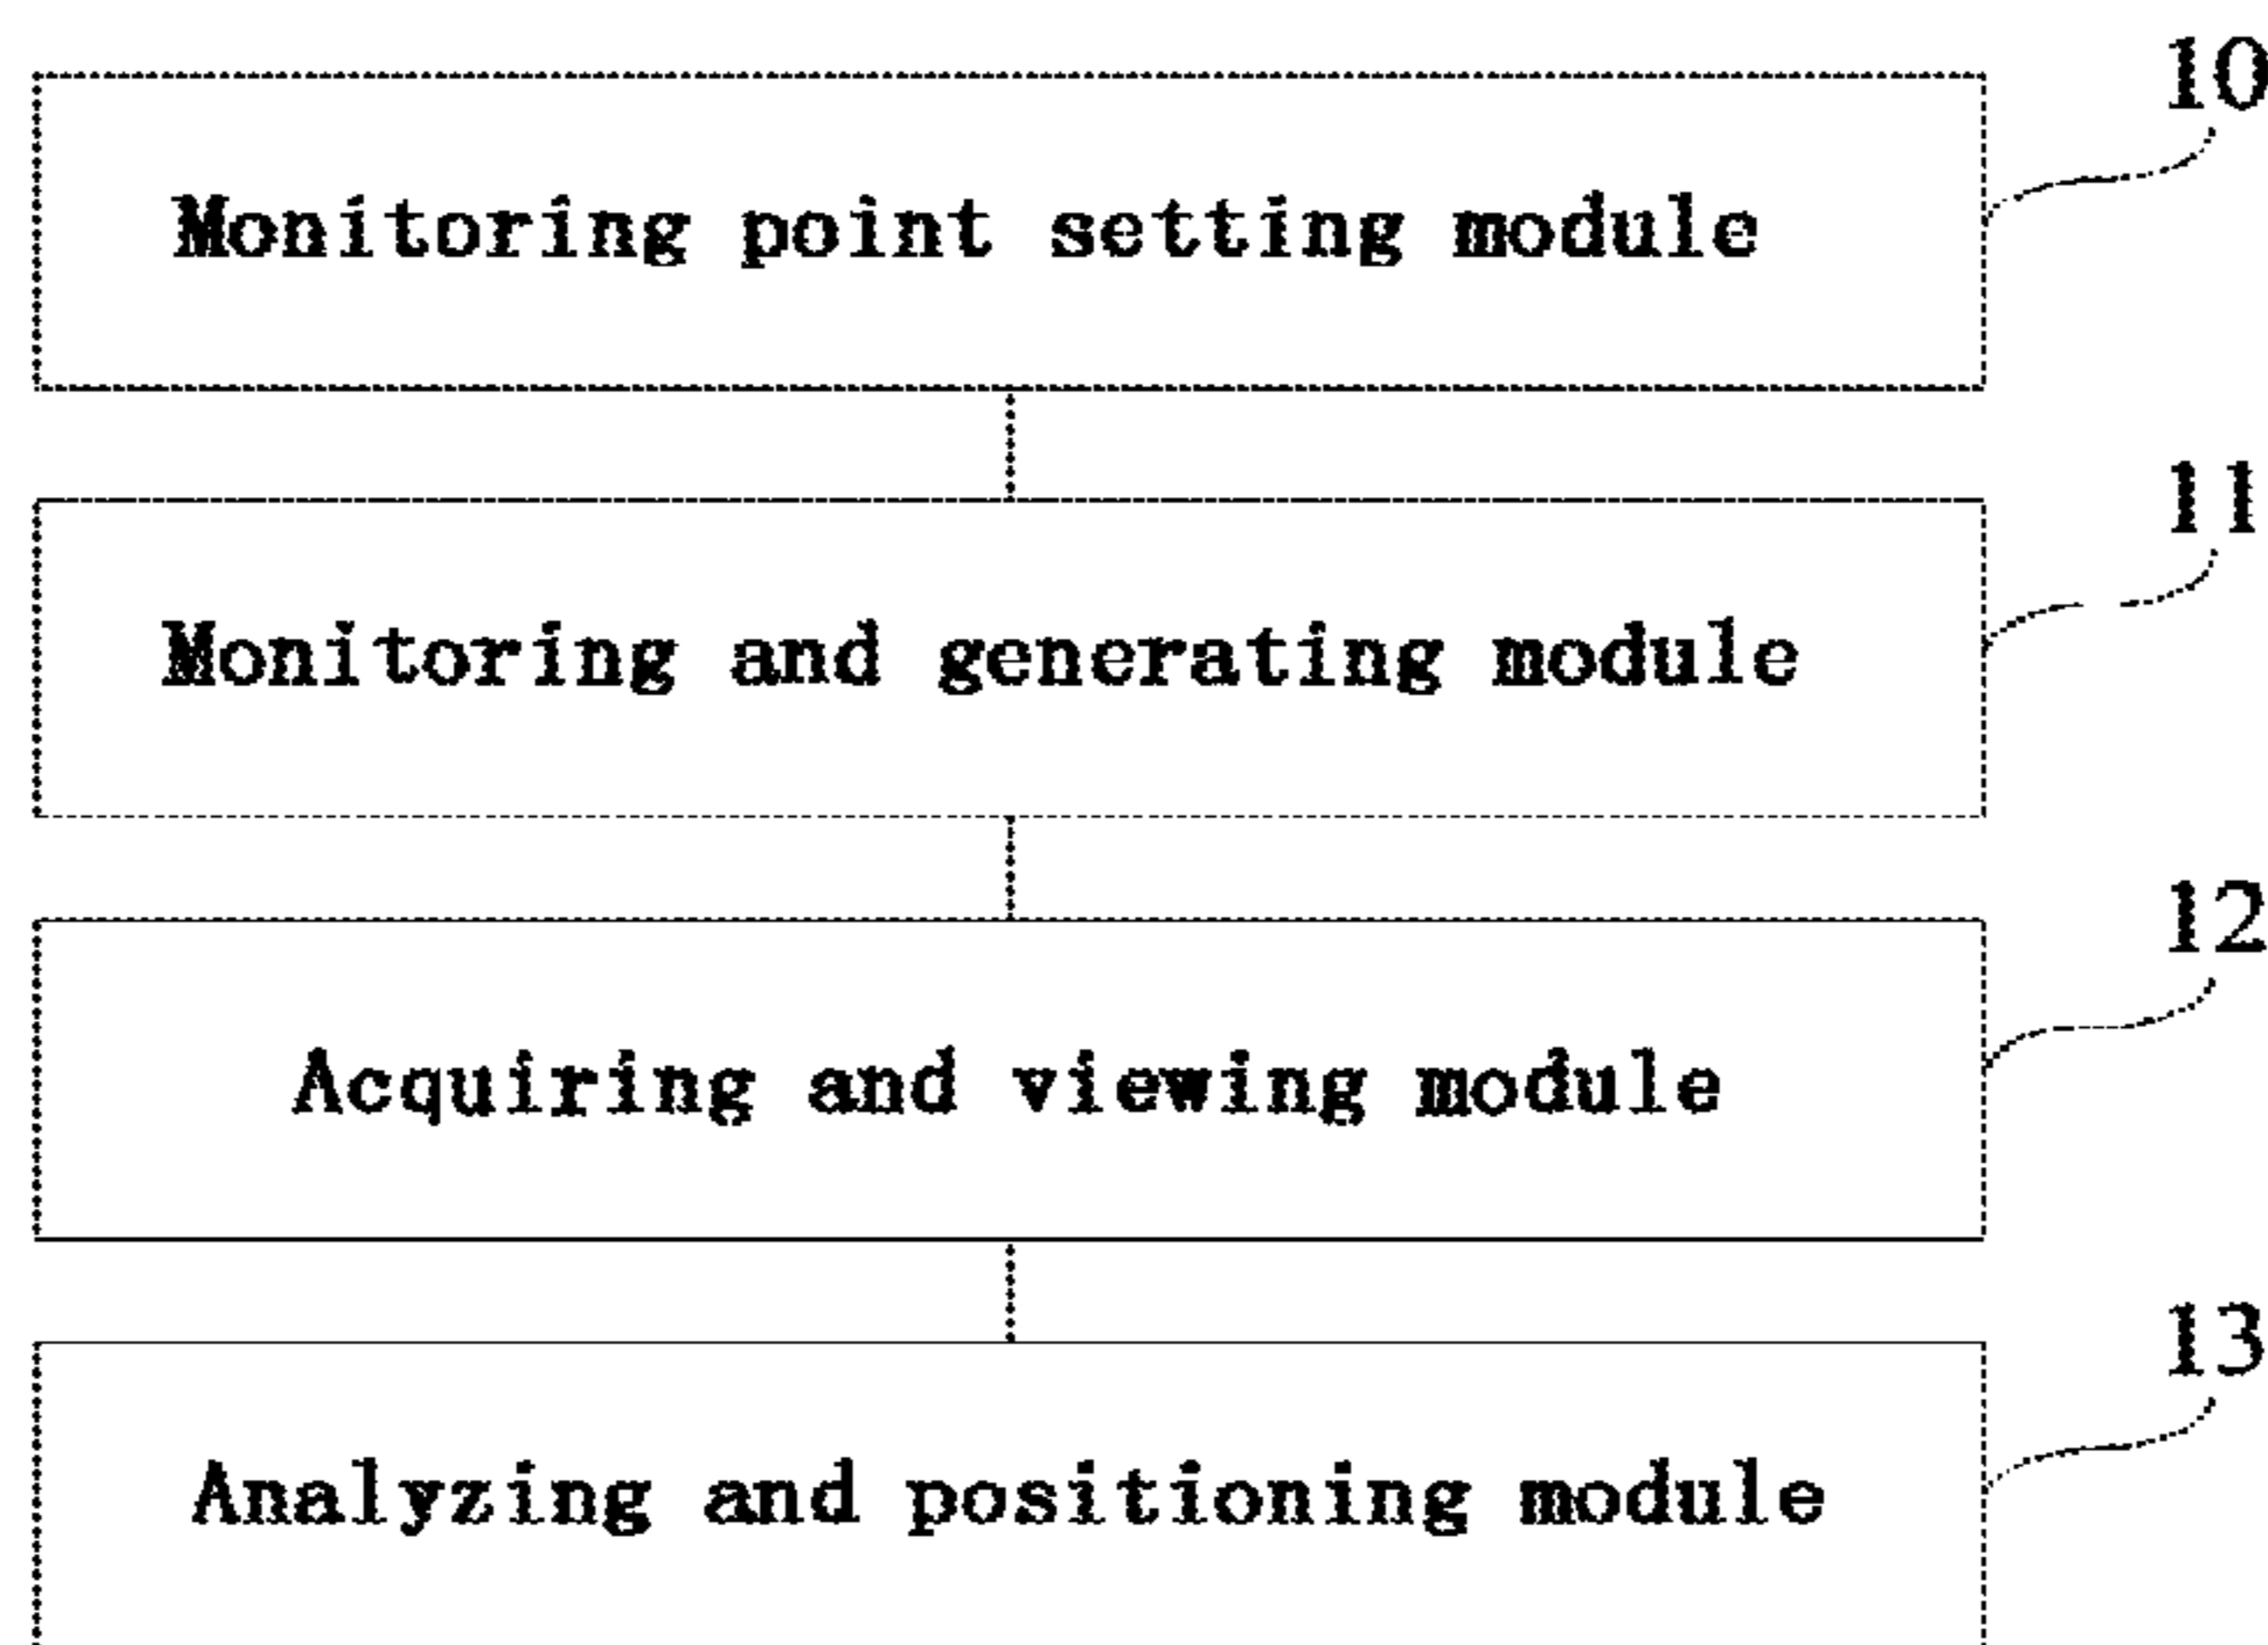 10
Monitoring point setting module
11
Monitoring and generating module
12
Acquiring and viewing module
13
Analyzing and positioning module